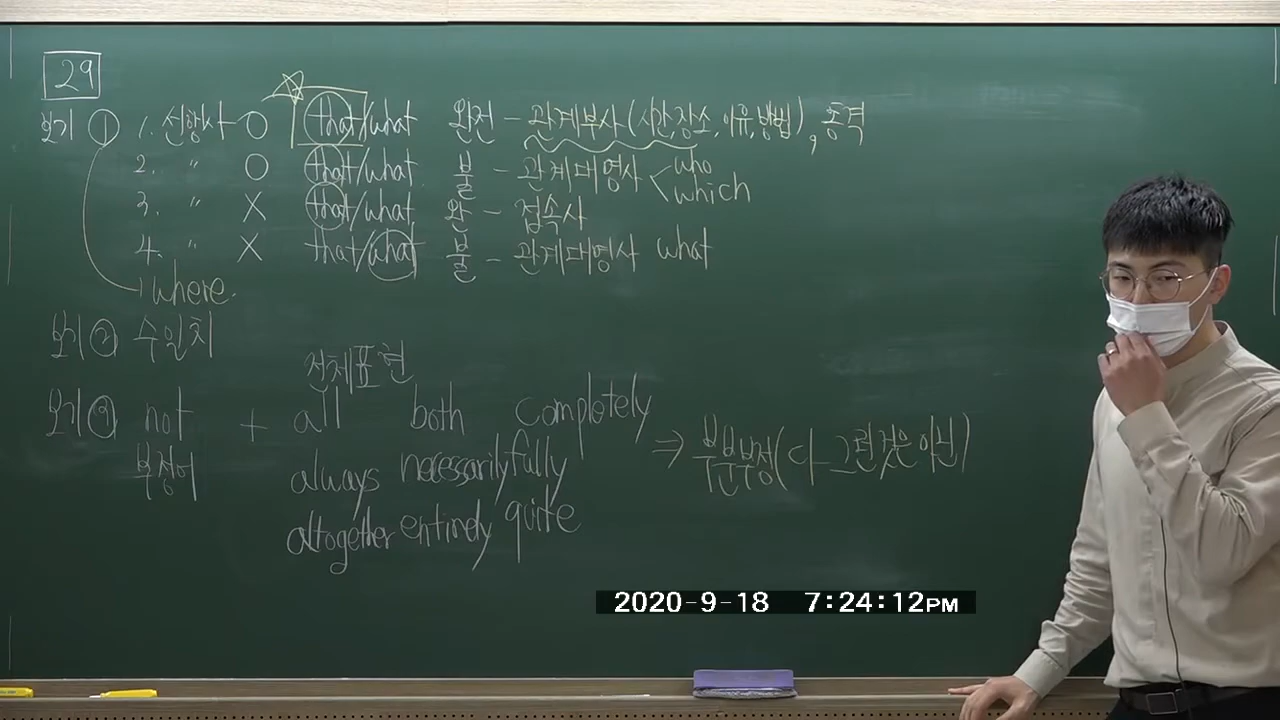 29
보기 ① 1. 선행사 O that/what 완전 - 관계부사(시간,장소,이유,방법), 동격
2. " O that/what 불 - 관계대명사 < who which
3. " X that/what 완 - 접속사
4. " X that/what 불 - 관계대명사 what
where.
보기 ② 수일치
전체표현
보기 ③ not + all both completely
부정어 always necessarily fully ⇒ 부분부정(다 그런것은 아닌)
altogether entirely quite
2020-9-18 7:24:12PM